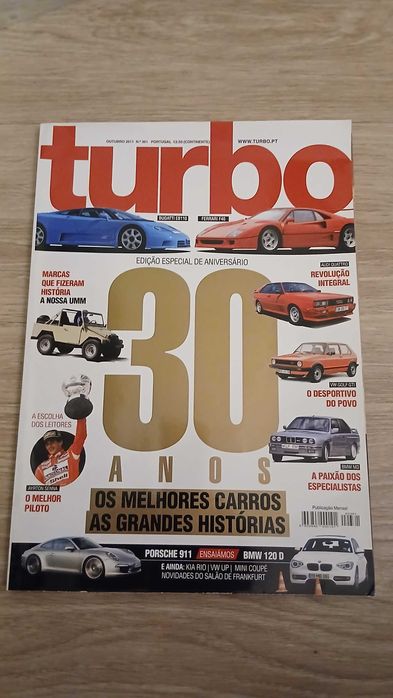 OUTUBRO 2011 N.º 361 PORTUGAL €3.50 (CONTINENTE)
WWW.TURBO.PT
turbo
BUGATTI EB110
FERRARI F40
EDIÇÃO ESPECIAL DE ANIVERSÁRIO
MARCAS
QUE FIZERAM
HISTÓRIA
A NOSSA UMM
AUDI QUATTRO
REVOLUÇÃO
INTEGRAL
30
ANOS
VW GOLF GTI
O DESPORTIVO
DO POVO
A ESCOLHA
DOS LEITORES
AYRTON SENNA
O MELHOR
PILOTO
BMW M3
A PAIXÃO DOS
ESPECIALISTAS
OS MELHORES CARROS
AS GRANDES HISTÓRIAS
Publicação Mensal
PORSCHE 911 ENSAIÁMOS BMW 120 D
E AINDA: KIA RIO | VW UP | MINI COUPÉ
NOVIDADES DO SALÃO DE FRANKFURT